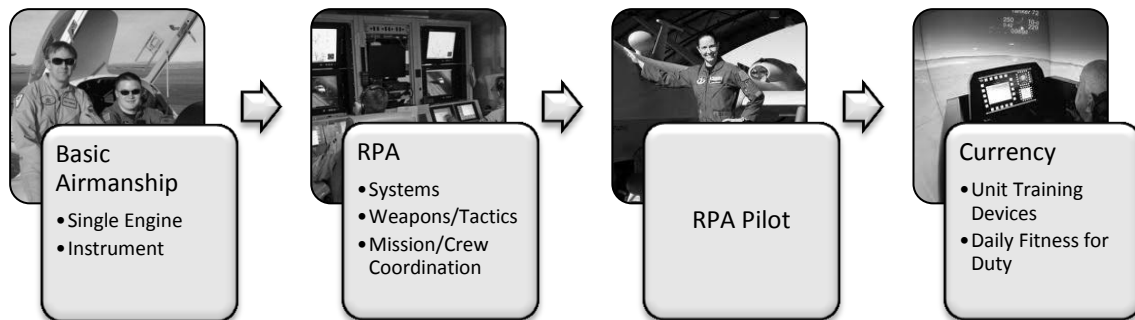 Basic
Airmanship
•Single Engine
•Instrument
RPA
•Systems
•Weapons/Tactics
•Mission/Crew
Coordination
RPA Pilot
Currency
•Unit Training
Devices
•Daily Fitness for
Duty